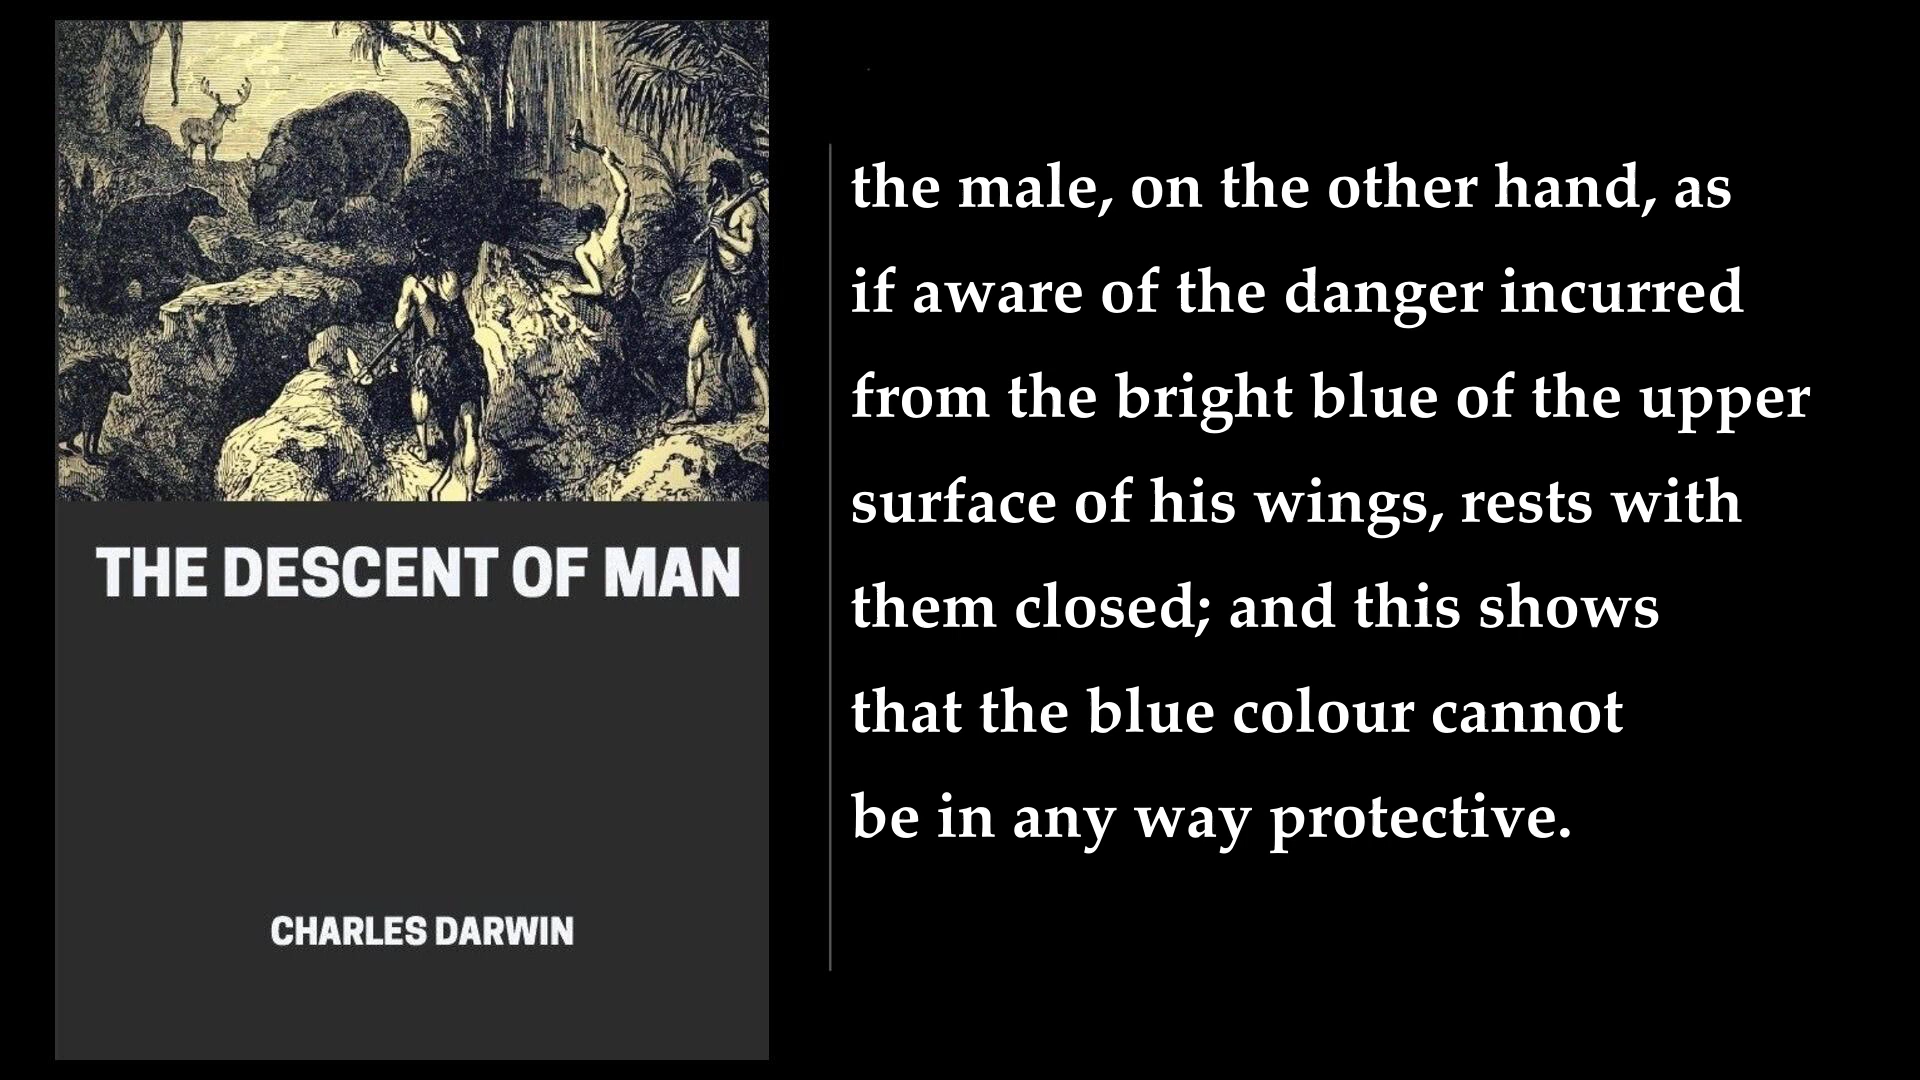 THE DESCENT OF MAN
CHARLES DARWIN
the male, on the other hand, as
if aware of the danger incurred
from the bright blue of the upper
surface of his wings, rests with
them closed; and this shows
that the blue colour cannot
be in any way protective.